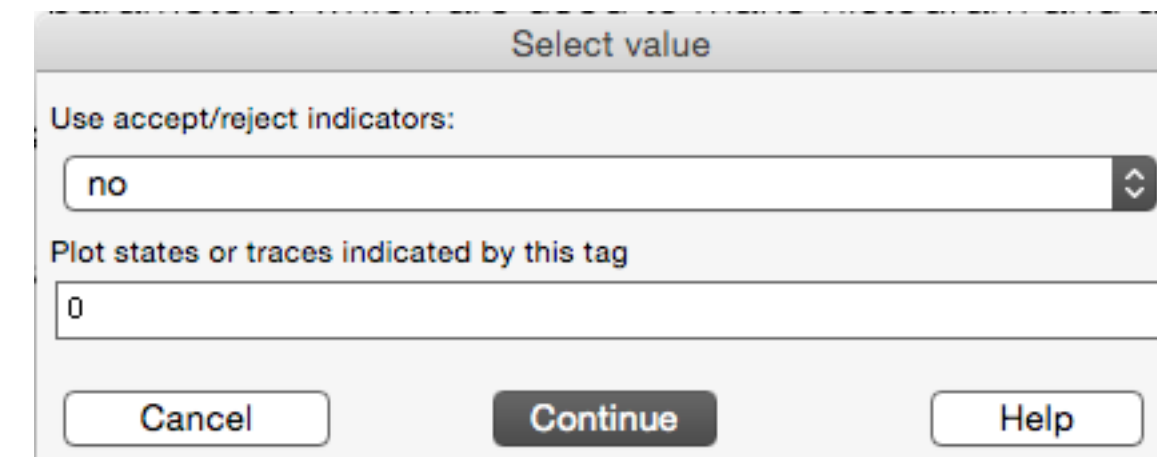 Select value
Use accept/reject indicators:
no
Plot states or traces indicated by this tag
0
Cancel Continue Help